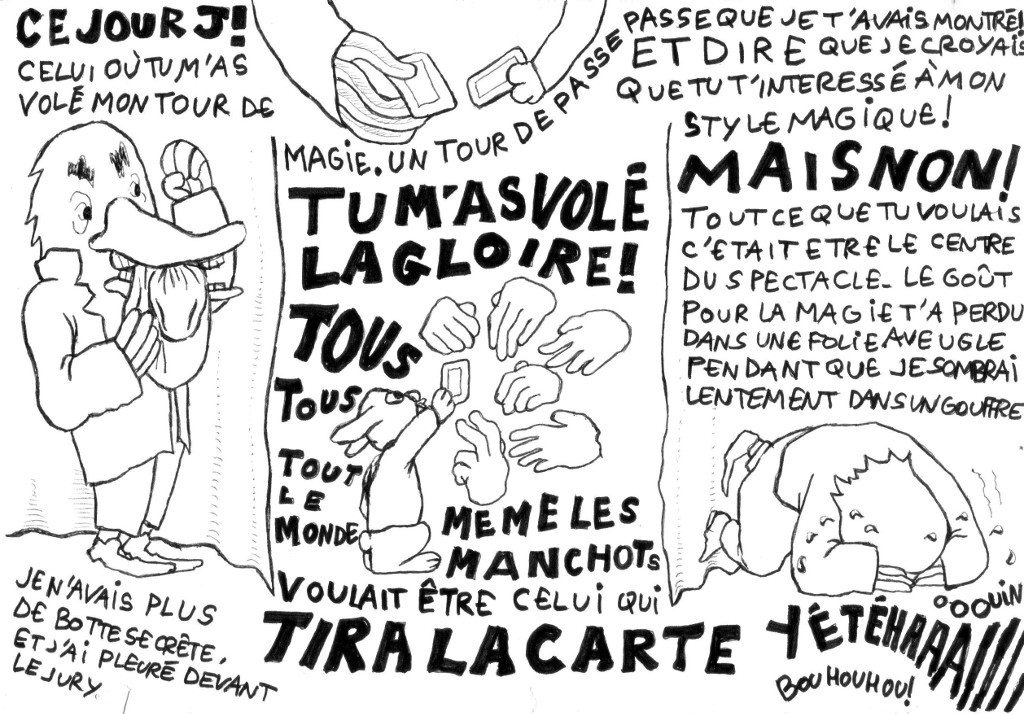 CE JOUR J!
CELUI OÙ TU M'AS
VOLÉ MON TOUR DE
MAGIE. UN TOUR DE PASSE
PASSE QUE JE T'AVAIS MONTRÉ!
ET DIRE QUE JE CROYAIS
QUE TU T'INTERESSÉ À MON
STYLE MAGIQUE!
TU M'AS VOLÉ
LA GLOIRE!
TOUS
TOUS
TOUT
LE
MONDE
MEME LES
MANCHOTS
VOULAIT ÊTRE CELUI QUI
TIRA LA CARTE
MAIS NON!
TOUT CE QUE TU VOULAIS
C'ÉTAIT ETRE LE CENTRE
DU SPECTACLE. LE GOÛT
POUR LA MAGIE T'A PERDU
DANS UNE FOLIE AVEUGLE
PENDANT QUE JE SOMBRAI
LENTEMENT DANS UN GOUFFRE
JE N'AVAIS PLUS
DE BOTTE SECRÊTE.
ET J'AI PLEURÉ DEVANT
LE JURY.
OOOUIN
YÉTÉHAAAIIII
BOUHOUHOU!